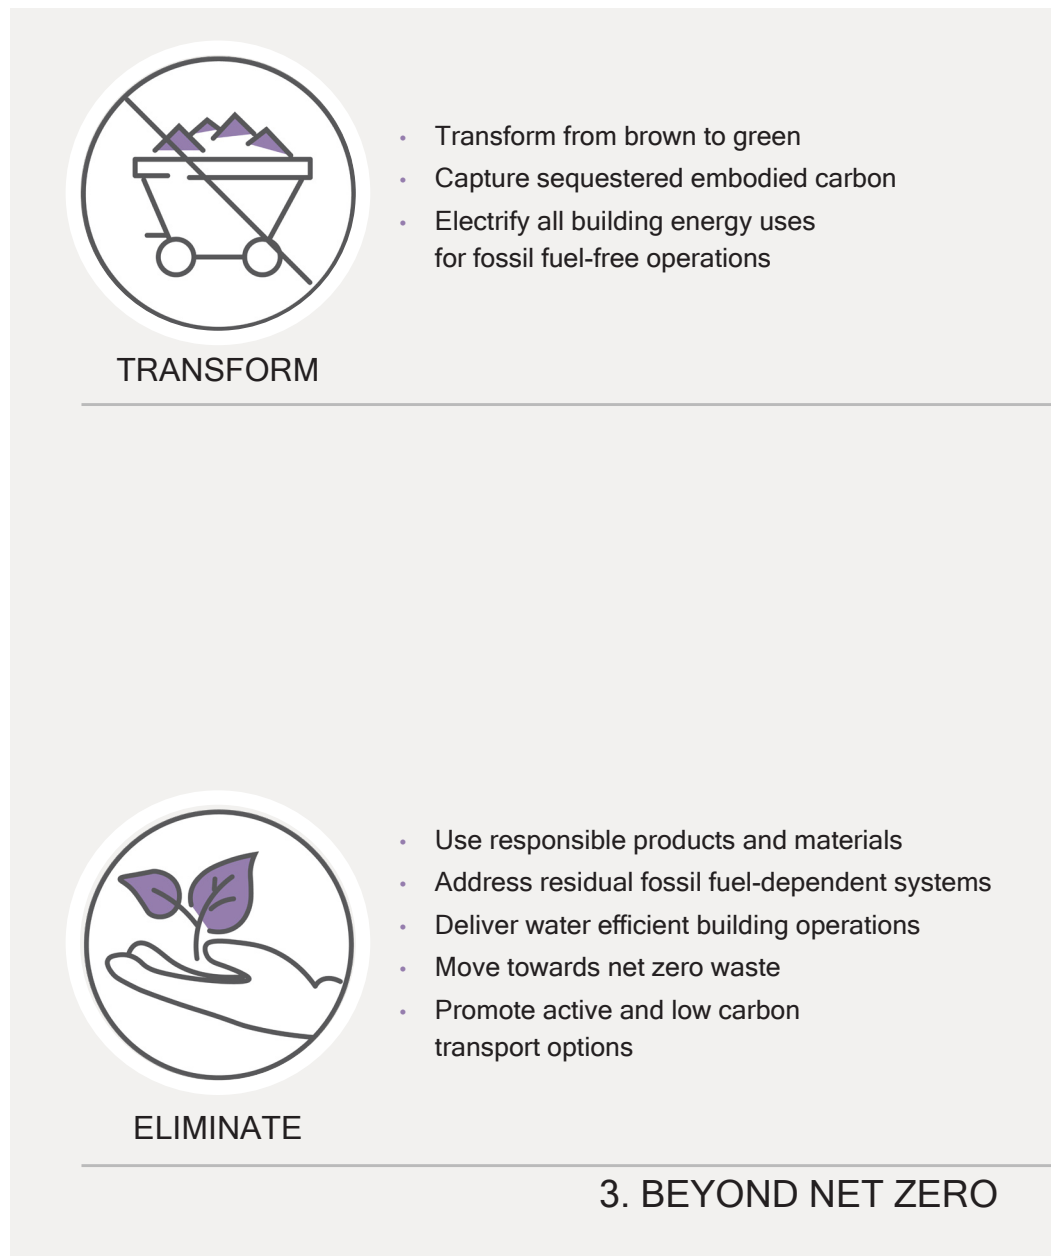 • Transform from brown to green
• Capture sequestered embodied carbon
• Electrify all building energy uses
for fossil fuel-free operations
TRANSFORM
• Use responsible products and materials
• Address residual fossil fuel-dependent systems
• Deliver water efficient building operations
• Move towards net zero waste
• Promote active and low carbon
transport options
ELIMINATE
3. BEYOND NET ZERO